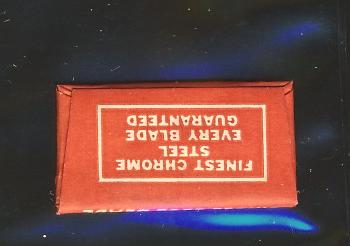 FINEST CHROME
STEEL
EVERY BLADE
GUARANTEED